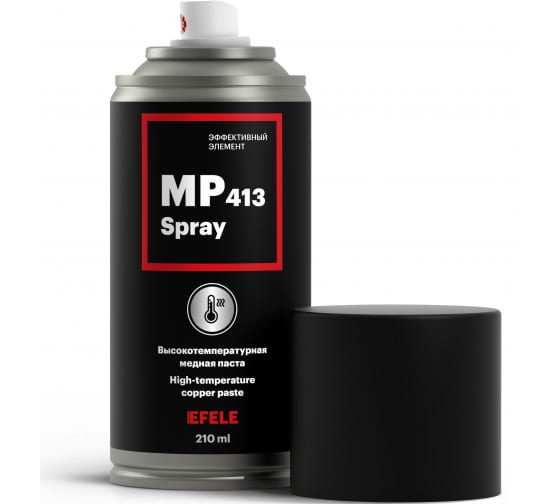 ЭФФЕКТИВНЫЙ
ЭЛЕМЕНТ
MP413
Spray
Высокотемпературная
медная паста
High-temperature
copper paste
EFELE
210 ml